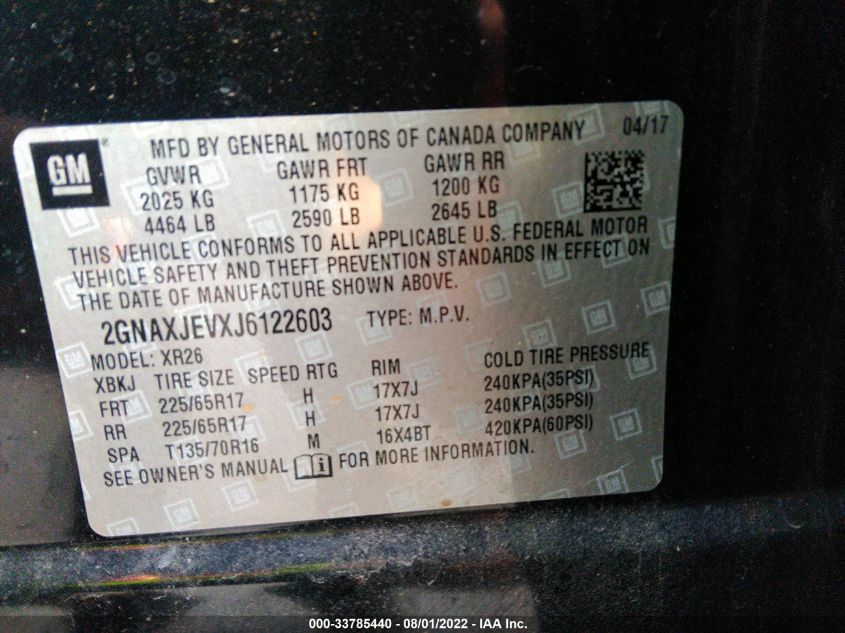 GM
MFD BY GENERAL MOTORS OF CANADA COMPANY 04/17
GVWR GAWR FRT GAWR RR
2025 KG 1175 KG 1200 KG
4464 LB 2590 LB 2645 LB
THIS VEHICLE CONFORMS TO ALL APPLICABLE U.S. FEDERAL MOTOR
VEHICLE SAFETY AND THEFT PREVENTION STANDARDS IN EFFECT ON
THE DATE OF MANUFACTURE SHOWN ABOVE.
2GNAXJEVXJ6122603 TYPE: M.P.V.
MODEL: XR26
XBKJ TIRE SIZE SPEED RTG RIM COLD TIRE PRESSURE
FRT 225/65R17 H 17X7J 240KPA(35PSI)
RR 225/65R17 H 17X7J 240KPA(35PSI)
SPA T135/70R16 M 16X4BT 420KPA(60PSI)
SEE OWNER'S MANUAL FOR MORE INFORMATION.
000-33785440 - 08/01/2022 - IAA Inc.